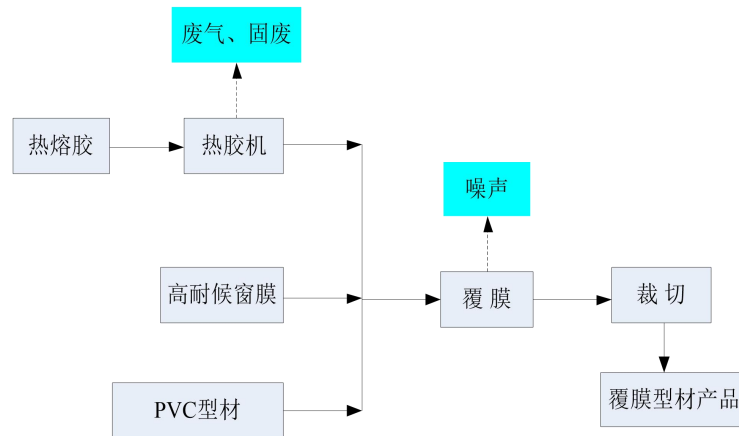 废气、固废
热熔胶
热胶机
噪声
高耐候窗膜
覆 膜
裁 切
PVC型材
覆膜型材产品